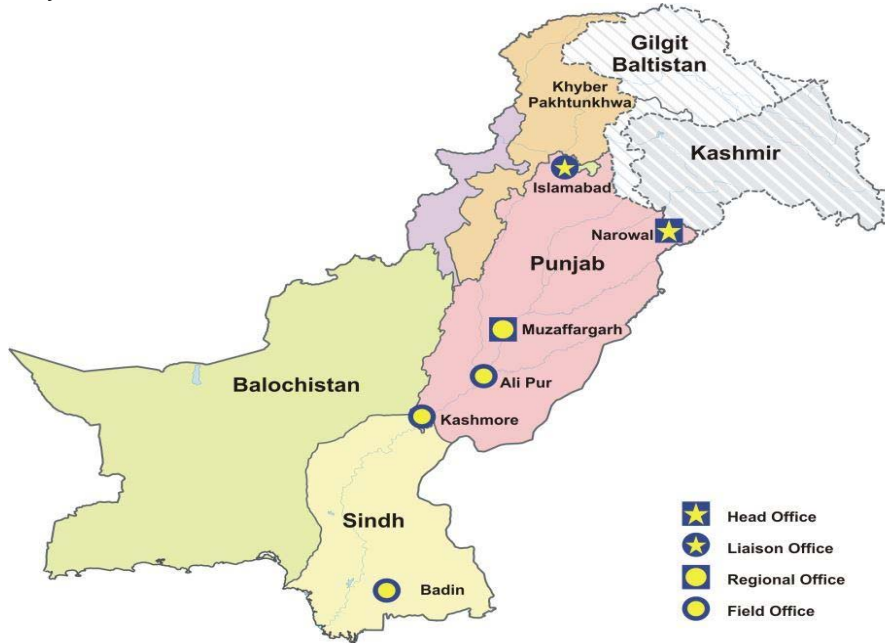 Gilgit
Baltistan
Khyber
Pakhtunkhwa
Kashmir
Islamabad
Narowal
Punjab
Muzaffargarh
Balochistan
Ali Pur
Kashmore
Sindh
Badin
Head Office
Liaison Office
Regional Office
Field Office